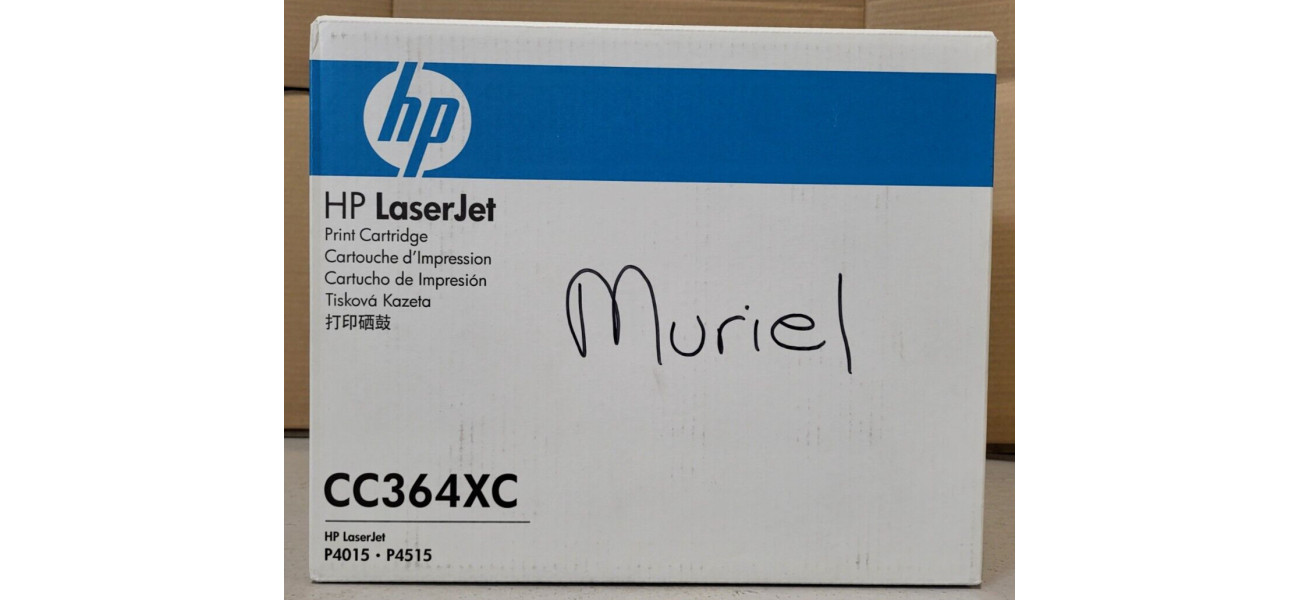 hp
HP LaserJet
Print Cartridge
Cartouche d'Impression
Cartucho de Impresión
Tisková Kazeta
打印硒鼓
Muriel
CC364XC
HP LaserJet
P4015 • P4515